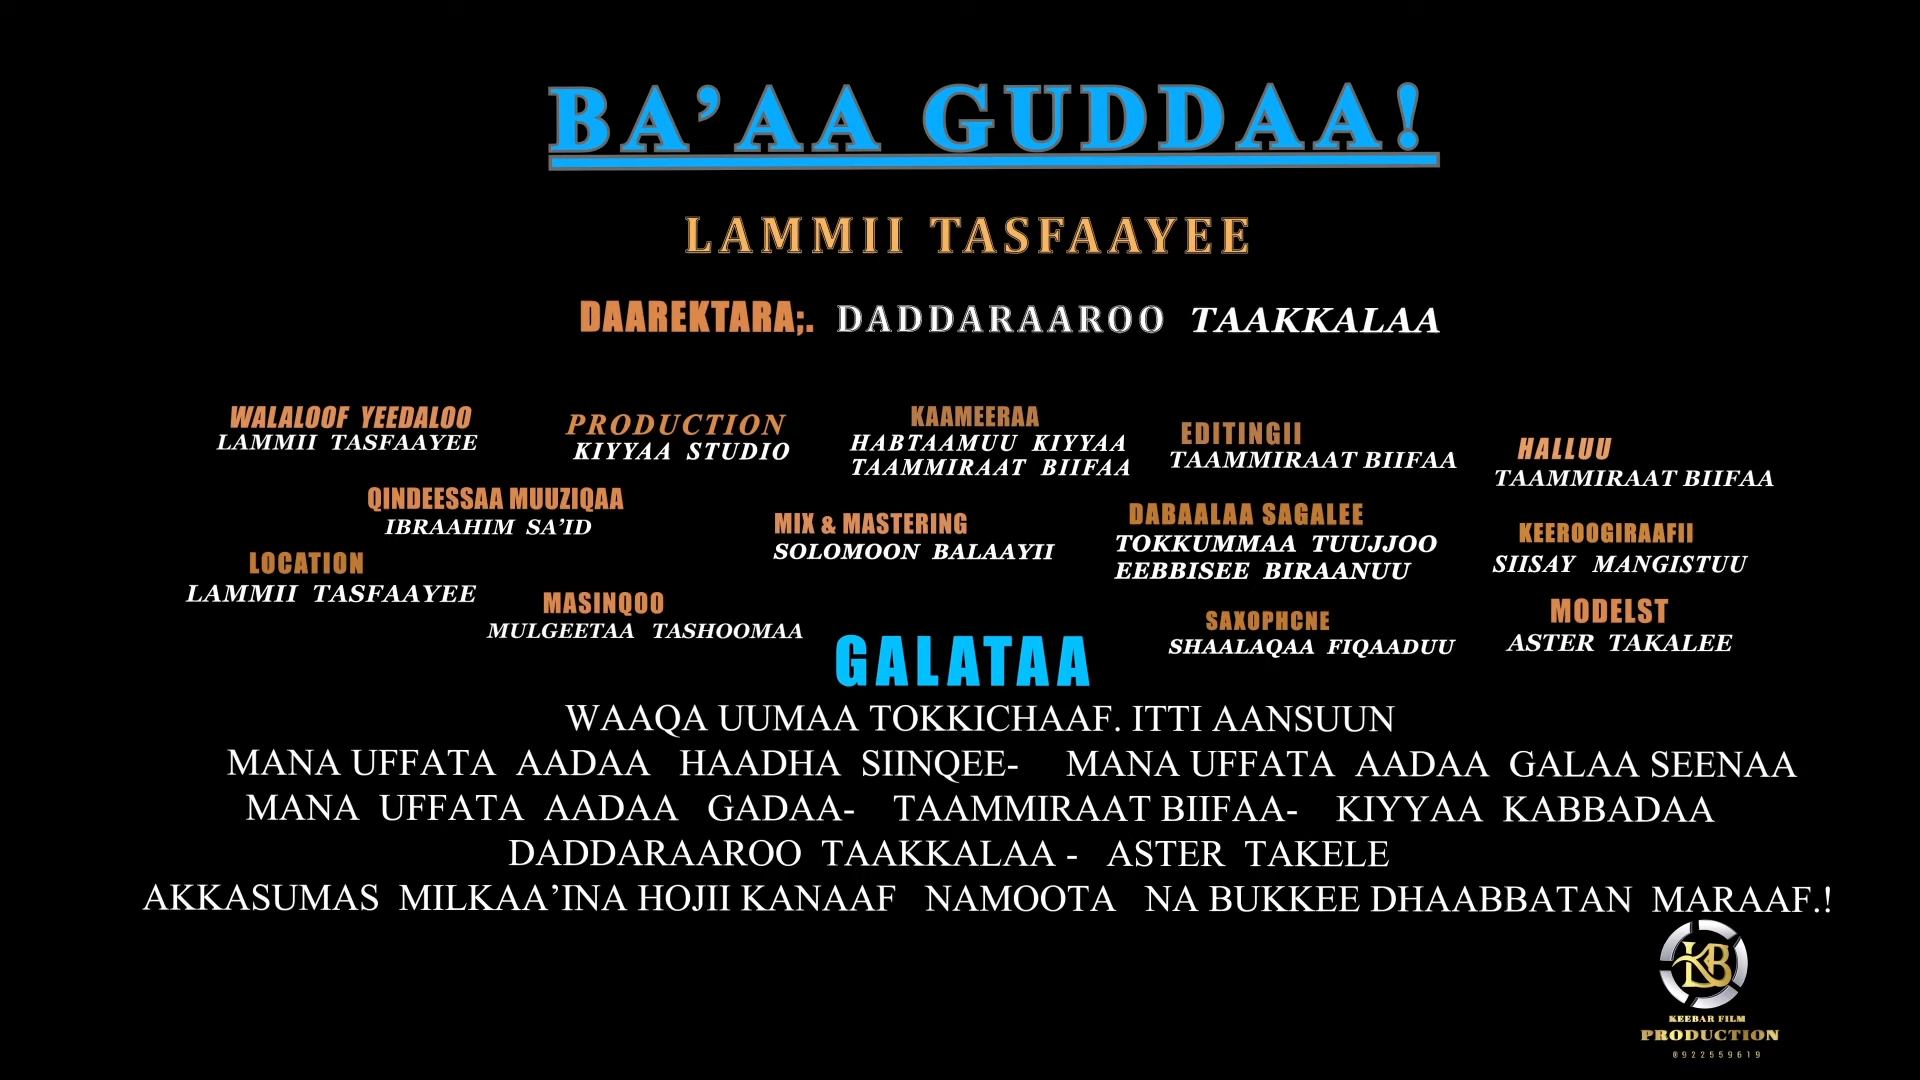 BA'AA GUDDAA!
LAMMII TASFAAYEE
DAAREKTARA;. DADDARAAROO TAAKKALAA
WALALOOF YEEDALOO
LAMMII TASFAAYEE
PRODUCTION
KIYYAA STUDIO
KAAMEERAA
HABTAAMUU KIYYAA
TAAMMIRAAT BIIFAA
EDITINGII
TAAMMIRAAT BIIFAA
HALLUU
TAAMMIRAAT BIIFAA
QINDEESSAA MUUZIQAA
IBRAAHIM SA'ID
MIX & MASTERING
SOLOMOON BALAAYII
DABAALAA SAGALEE
TOKKUMMAA TUUJJOO
EEBBISEE BIRAANUU
KEEROOGIRAAFII
SIISAY MANGISTUU
LOCATION
LAMMII TASFAAYEE
MASINQOO
MULGEETAA TASHOOMAA
SAXOPHCNE
SHAALAQAA FIQAADUU
MODELST
ASTER TAKALEE
GALATAA
WAAQA UUMAA TOKKICHAAF. ITTI AANSUUN
MANA UFFATA AADAA HAADHA SIINQEE- MANA UFFATA AADAA GALAA SEENAA
MANA UFFATA AADAA GADAA- TAAMMIRAAT BIIFAA- KIYYAA KABBADAA
DADDARAAROO TAAKKALAA - ASTER TAKELE
AKKASUMAS MILKAA'INA HOJII KANAAF NAMOOTA NA BUKKEE DHAABBATAN MARAAF.!
KB
KEEBAR FILM
PRODUCTION
0922559619